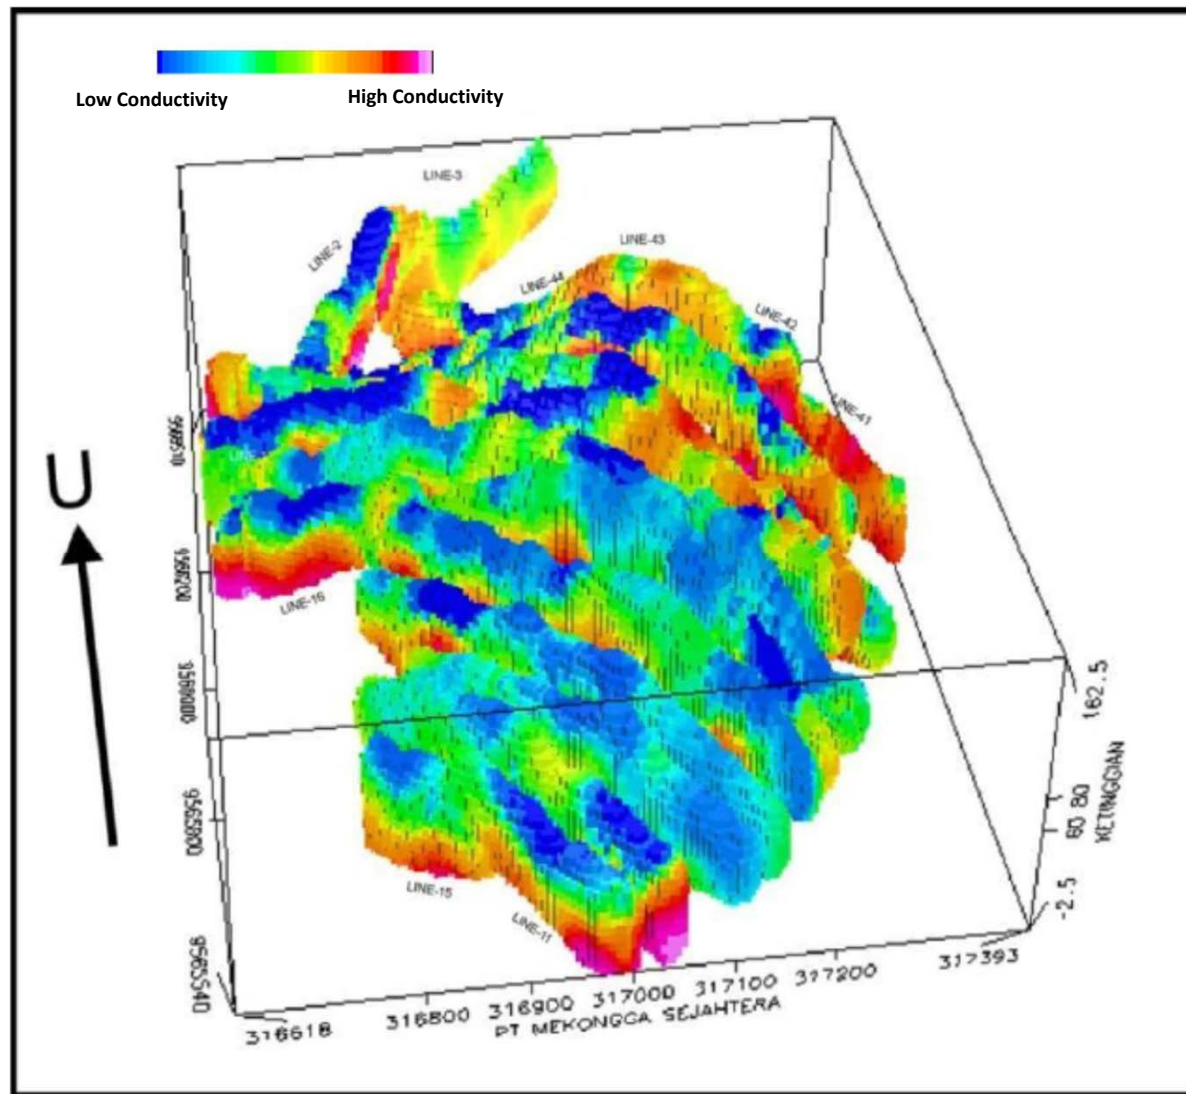 Low Conductivity
High Conductivity
LINE-3
LINE-2
LINE-43
LINE-44
LINE-42
LINE-41
U
LINE-16
162.5
KETINGGIAN
80
60
-2.5
9565800
9565540
LINE-15
LINE-11
316618
316800
316900
317000
317100
317200
317393
PT MEKONGGA SEJAHTERA